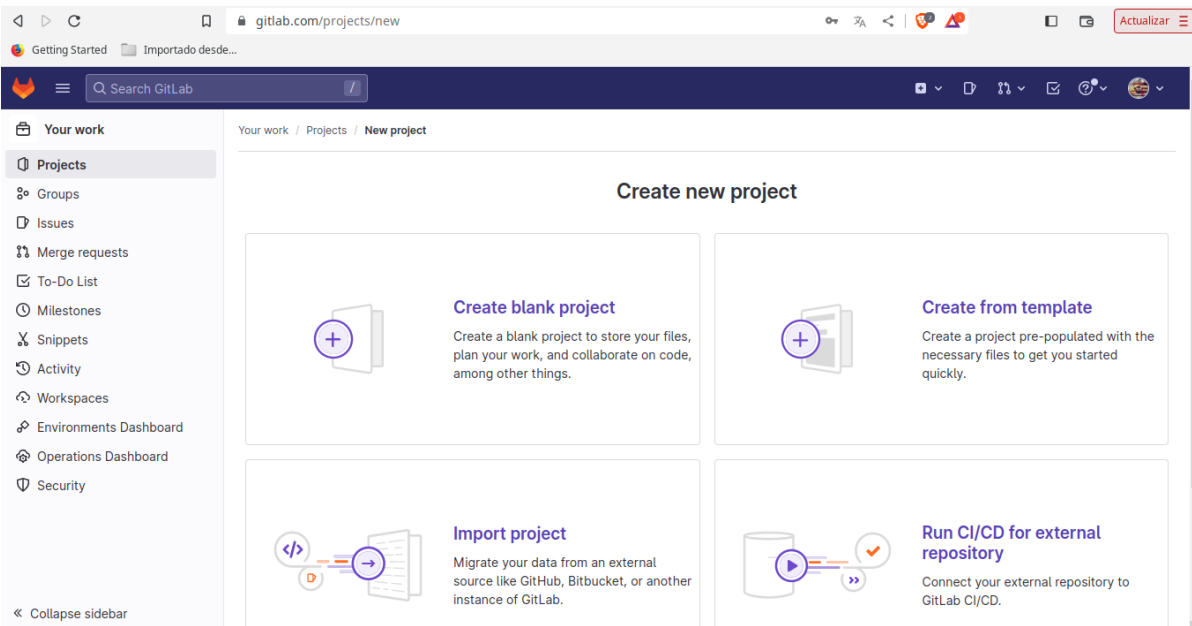 gitlab.com/projects/new
Actualizar
Getting Started
Importado desde...
Search GitLab
/
Your work
Projects
Groups
Issues
Merge requests
To-Do List
Milestones
Snippets
Activity
Workspaces
Environments Dashboard
Operations Dashboard
Security
Collapse sidebar
Your work / Projects / New project
Create new project
Create blank project
Create a blank project to store your files,
plan your work, and collaborate on code,
among other things.
Create from template
Create a project pre-populated with the
necessary files to get you started
quickly.
Import project
Migrate your data from an external
source like GitHub, Bitbucket, or another
instance of GitLab.
Run CI/CD for external
repository
Connect your external repository to
GitLab CI/CD.